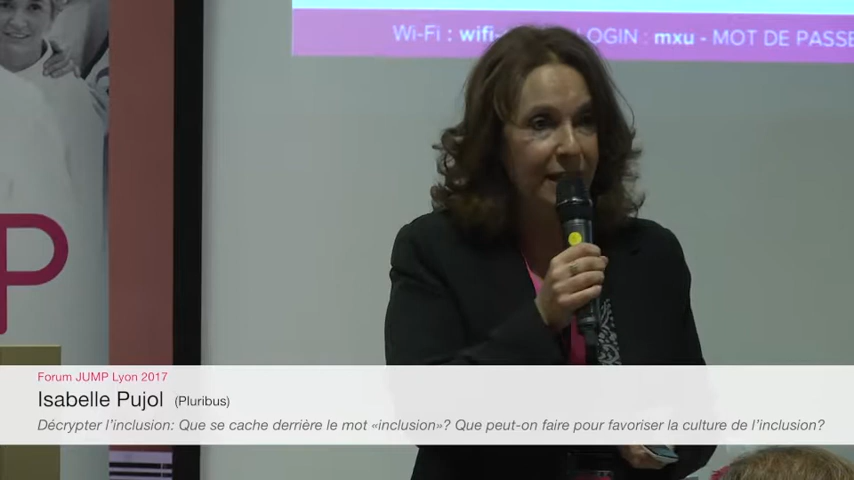 Wi-Fi : wifi- LOGIN : mxu - MOT DE PASSE
P
Forum JUMP Lyon 2017
Isabelle Pujol (Pluribus)
Décrypter l'inclusion: Que se cache derrière le mot «inclusion»? Que peut-on faire pour favoriser la culture de l'inclusion?